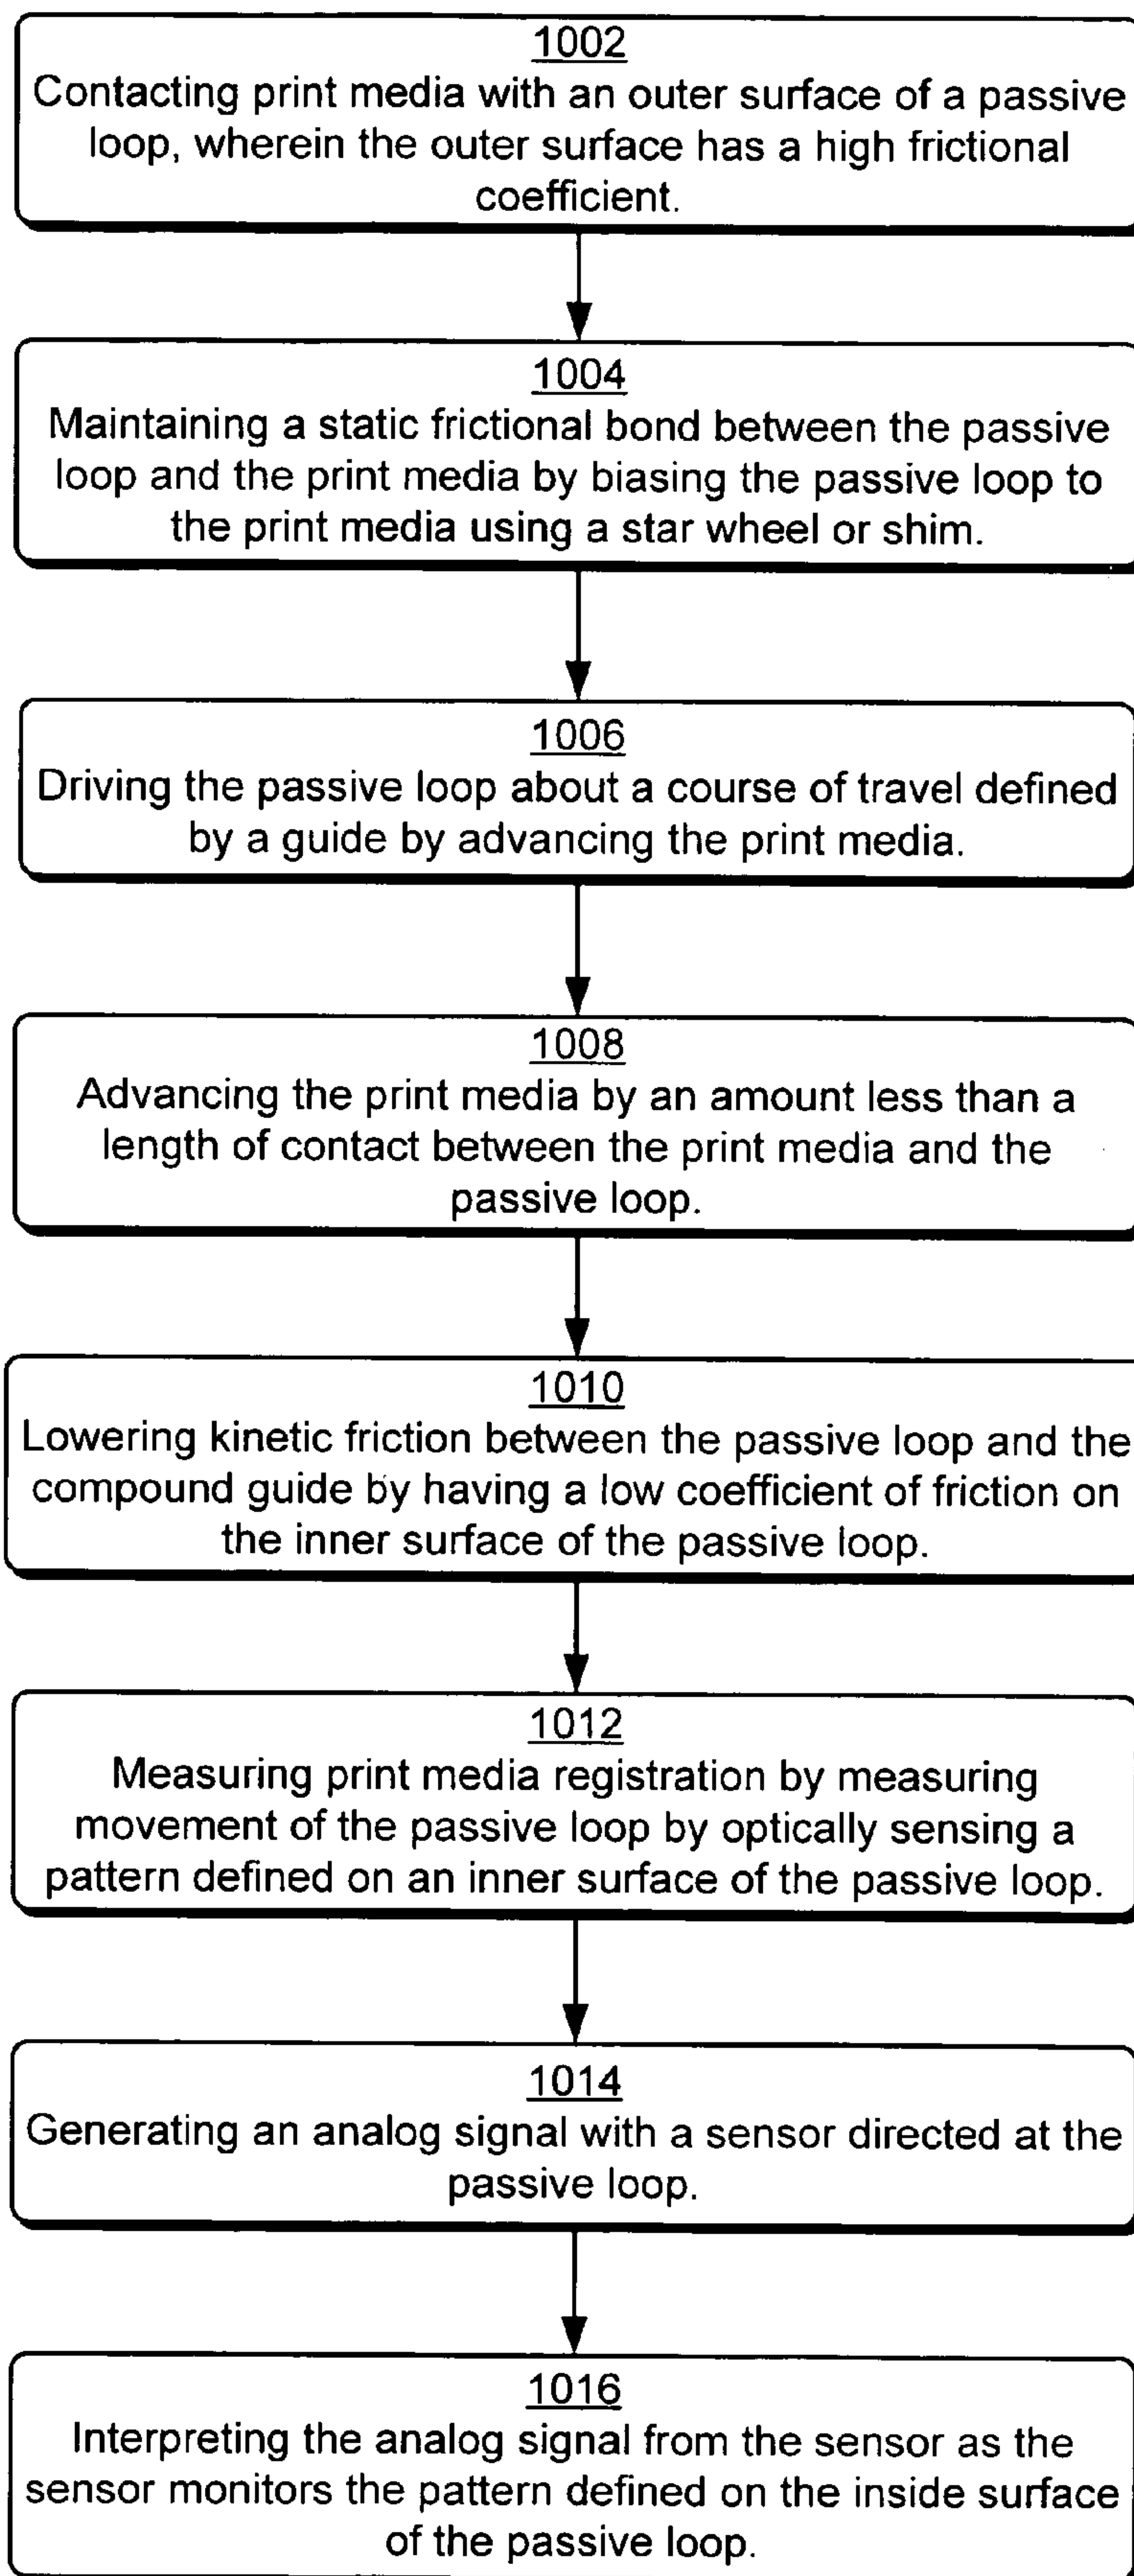 1002
Contacting print media with an outer surface of a passive
loop, wherein the outer surface has a high frictional
coefficient.
1004
Maintaining a static frictional bond between the passive
loop and the print media by biasing the passive loop to
the print media using a star wheel or shim.
1006
Driving the passive loop about a course of travel defined
by a guide by advancing the print media.
1008
Advancing the print media by an amount less than a
length of contact between the print media and the
passive loop.
1010
Lowering kinetic friction between the passive loop and the
compound guide by having a low coefficient of friction on
the inner surface of the passive loop.
1012
Measuring print media registration by measuring
movement of the passive loop by optically sensing a
pattern defined on an inner surface of the passive loop.
1014
Generating an analog signal with a sensor directed at the
passive loop.
1016
Interpreting the analog signal from the sensor as the
sensor monitors the pattern defined on the inside surface
of the passive loop.